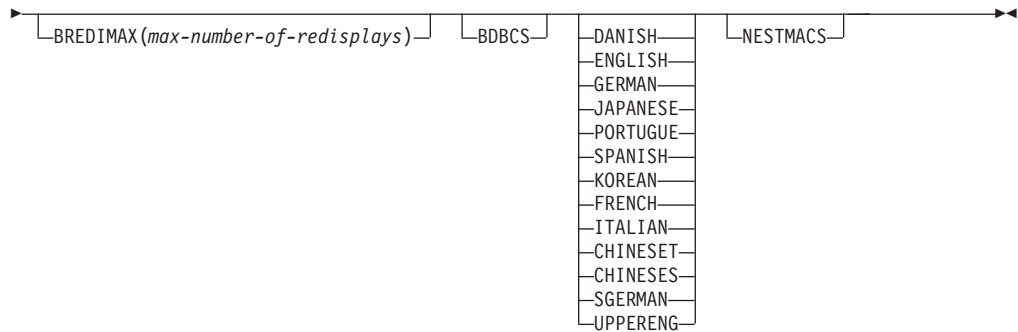 BREDIMAX(max-number-of-redisplays) BDBCS DANISH NESTMACS
ENGLISH
GERMAN
JAPANESE
PORTUGUE
SPANISH
KOREAN
FRENCH
ITALIAN
CHINESET
CHINESES
SGERMAN
UPPERENG